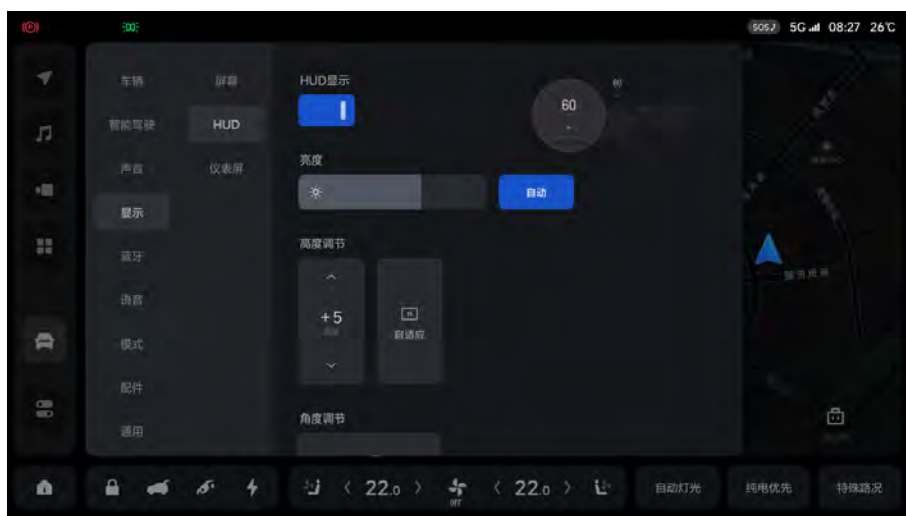 SOS 5G 08:27 26℃
车辆 屏幕 HUD显示
60
60
智能驾驶 HUD
亮度
声音 仪表屏
自动
显示
高度调节
蓝牙
+5
语音
自适应
模式
配件
角度调节
通用
22.0 OFF 22.0 自动灯光 纯电优先 特殊路况